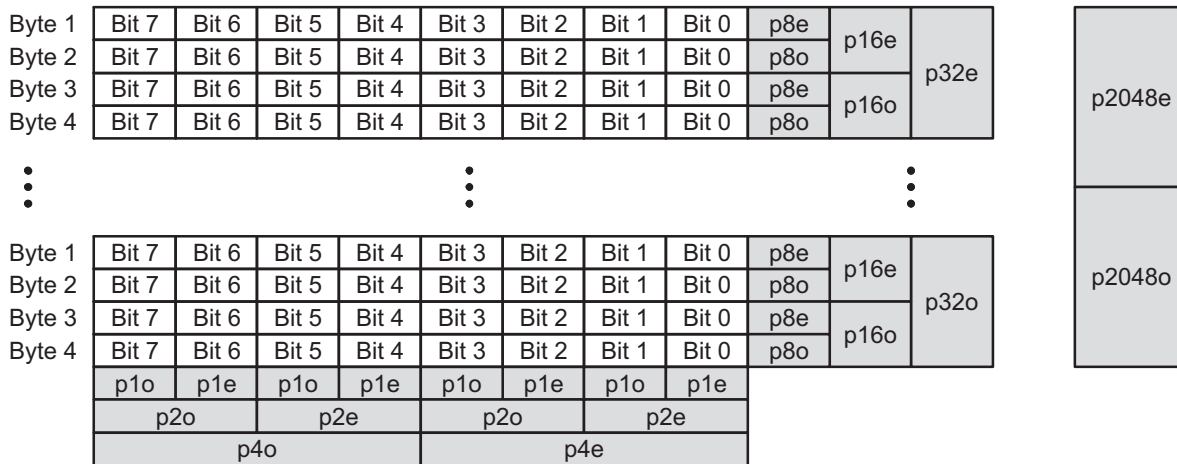 Byte 1 Bit 7 Bit 6 Bit 5 Bit 4 Bit 3 Bit 2 Bit 1 Bit 0 p8e
p16e
Byte 2 Bit 7 Bit 6 Bit 5 Bit 4 Bit 3 Bit 2 Bit 1 Bit 0 p8o
p32e
Byte 3 Bit 7 Bit 6 Bit 5 Bit 4 Bit 3 Bit 2 Bit 1 Bit 0 p8e
p16o
Byte 4 Bit 7 Bit 6 Bit 5 Bit 4 Bit 3 Bit 2 Bit 1 Bit 0 p8o
p2048e
Byte 1 Bit 7 Bit 6 Bit 5 Bit 4 Bit 3 Bit 2 Bit 1 Bit 0 p8e
p16e
Byte 2 Bit 7 Bit 6 Bit 5 Bit 4 Bit 3 Bit 2 Bit 1 Bit 0 p8o
p32o
Byte 3 Bit 7 Bit 6 Bit 5 Bit 4 Bit 3 Bit 2 Bit 1 Bit 0 p8e
p16o
Byte 4 Bit 7 Bit 6 Bit 5 Bit 4 Bit 3 Bit 2 Bit 1 Bit 0 p8o
p2048o
p1o p1e p1o p1e p1o p1e p1o p1e
p2o p2e p2o p2e
p4o p4e